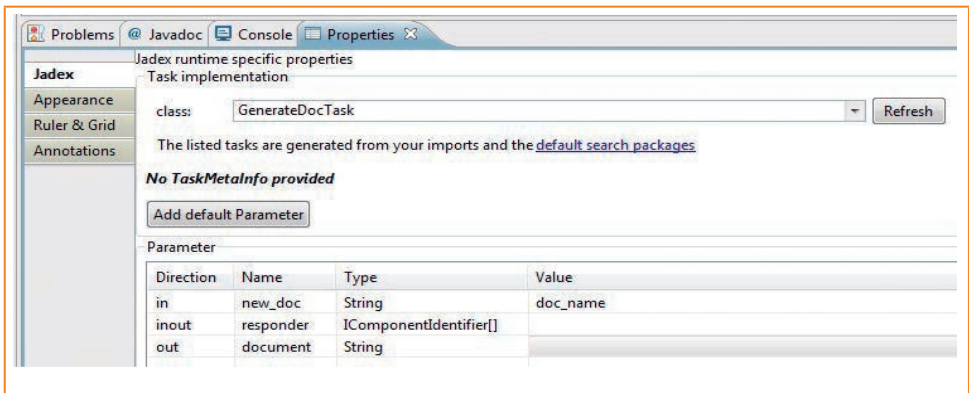 Problems @ Javadoc Console Properties
Jadex runtime specific properties
Jadex
Task implementation
Appearance
class: GenerateDocTask Refresh
Ruler & Grid
Annotations
The listed tasks are generated from your imports and the default search packages
No TaskMetaInfo provided
Add default Parameter
Parameter
Direction Name Type Value
in new_doc String doc_name
inout responder IComponentIdentifier[]
out document String